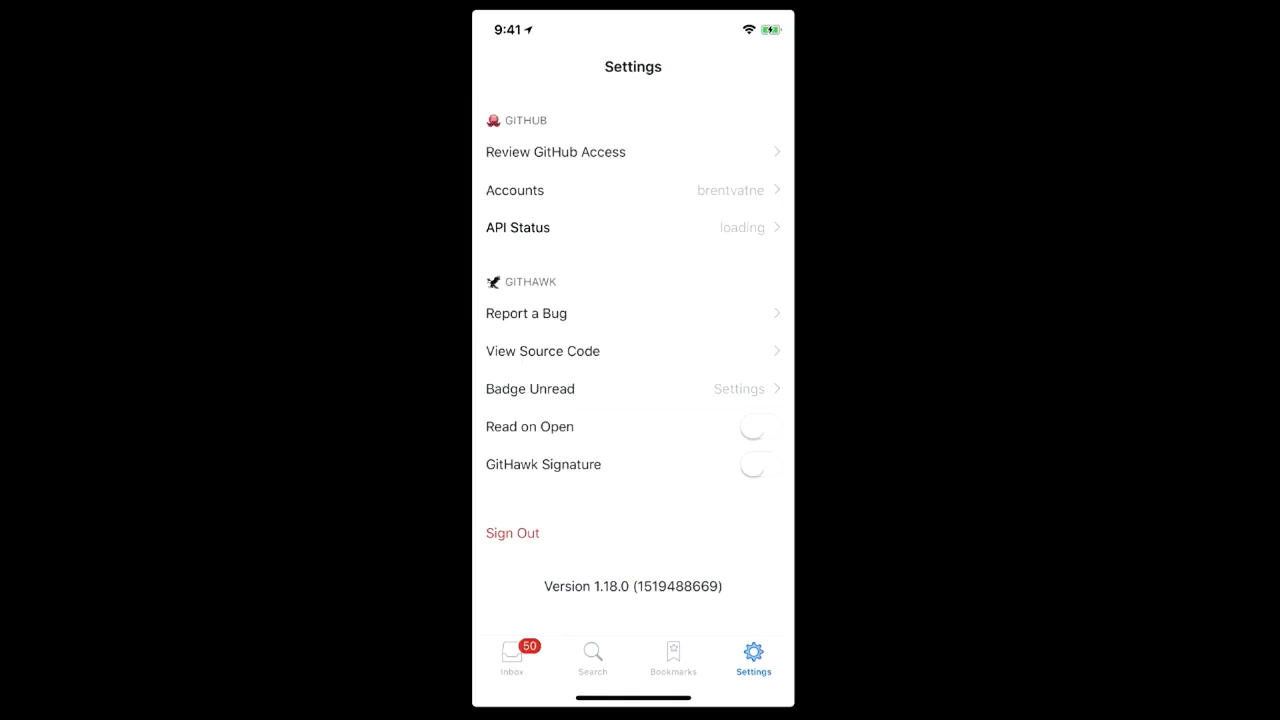 9:41
Settings
GITHUB
Review GitHub Access
Accounts brentvatne
API Status loading
GITHAWK
Report a Bug
View Source Code
Badge Unread Settings
Read on Open
GitHawk Signature
Sign Out
Version 1.18.0 (1519488669)
50
Inbox Search Bookmarks Settings